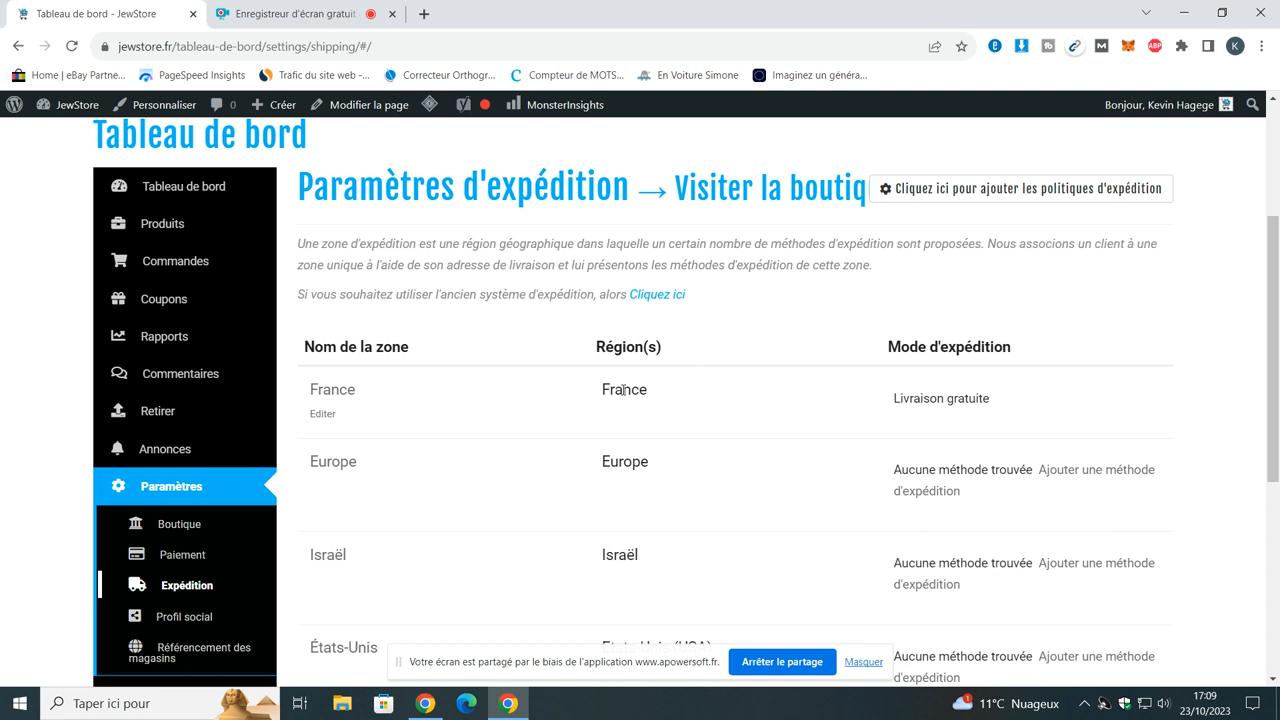 Tableau de bord - JewStore
Enregistreur d'écran gratuit
jewstore.fr/tableau-de-bord/settings/shipping/#/
ABP
K
Home | eBay Partne...
PageSpeed Insights
Trafic du site web -...
Correcteur Orthogr...
Compteur de MOTS...
En Voiture Simone
Imaginez un généra...
JewStore
Personnaliser
0
Créer
Modifier la page
MonsterInsights
Bonjour, Kevin Hagege
Tableau de bord
Tableau de bord
Produits
Commandes
Coupons
Rapports
Commentaires
Retirer
Annonces
Paramètres
Boutique
Paiement
Expédition
Profil social
Référencement des
magasins
Paramètres d'expédition → Visiter la boutiq
Cliquez ici pour ajouter les politiques d'expédition
Une zone d'expédition est une région géographique dans laquelle un certain nombre de méthodes d'expédition sont proposées. Nous associons un client à une
zone unique à l'aide de son adresse de livraison et lui présentons les méthodes d'expédition de cette zone.
Si vous souhaitez utiliser l'ancien système d'expédition, alors Cliquez ici
Nom de la zone Région(s) Mode d'expédition
France France Livraison gratuite
Editer
Europe Europe Aucune méthode trouvée Ajouter une méthode
d'expédition
Israël Israël Aucune méthode trouvée Ajouter une méthode
d'expédition
États-Unis Etats-Unis (USA) Aucune méthode trouvée Ajouter une méthode
d'expédition
Votre écran est partagé par le biais de l'application www.apowersoft.fr.
Arrêter le partage
Masquer
Taper ici pour
1
11°C Nuageux
17:09
23/10/2023